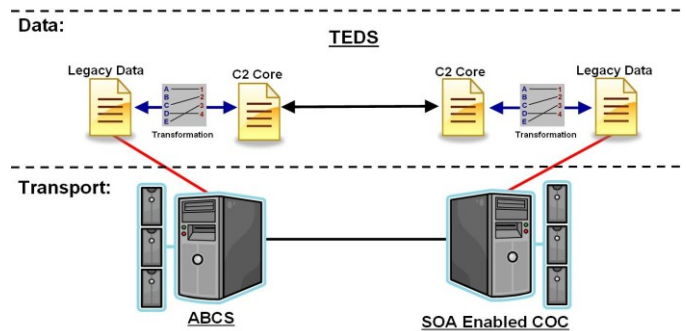 Data:
TEDS
Legacy Data
C2 Core
C2 Core
Legacy Data
A
B
C
D
E
1
2
3
4
Transformation
A
B
C
D
E
1
2
3
4
Transformation
Transport:
ABCS
SOA Enabled COC